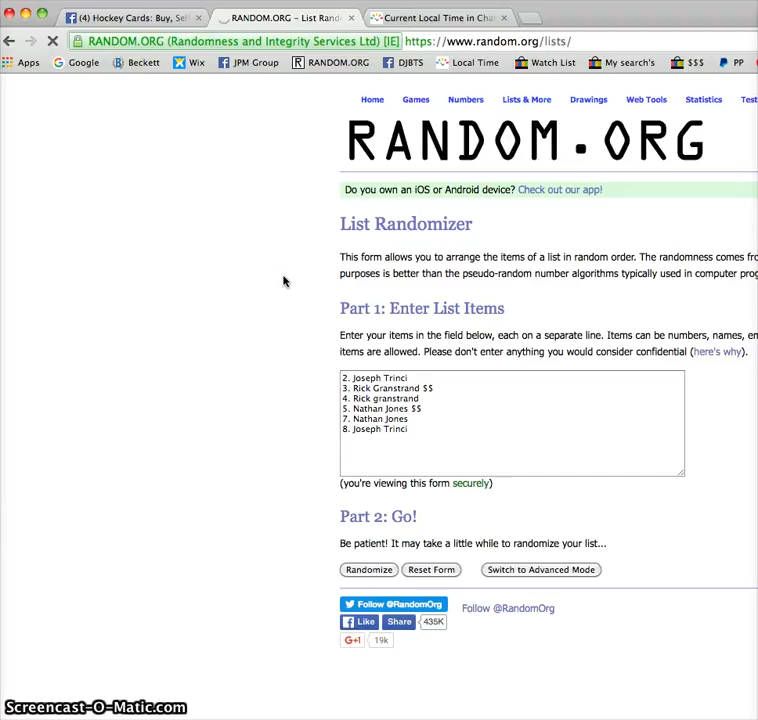 (4) Hockey Cards: Buy, Sel
RANDOM.ORG - List Rand
Current Local Time in Cha
RANDOM.ORG (Randomness and Integrity Services Ltd) [IE] https://www.random.org/lists/
Apps Google Beckett Wix JPM Group RANDOM.ORG DJBTS Local Time Watch List My search's $$$ PP
Home Games Numbers Lists & More Drawings Web Tools Statistics Test
RANDOM.ORG
Do you own an iOS or Android device? Check out our app!
List Randomizer
This form allows you to arrange the items of a list in random order. The randomness comes fro
purposes is better than the pseudo-random number algorithms typically used in computer prog
Part 1: Enter List Items
Enter your items in the field below, each on a separate line. Items can be numbers, names, em
items are allowed. Please don't enter anything you would consider confidential (here's why).
2. Joseph Trinci
3. Rick Granstrand $$
4. Rick granstrand
5. Nathan Jones $$
7. Nathan Jones
8. Joseph Trinci
(you're viewing this form securely)
Part 2: Go!
Be patient! It may take a little while to randomize your list...
Randomize Reset Form Switch to Advanced Mode
Follow @RandomOrg Follow @RandomOrg
Like Share 435K
G+1 19k
Screencast-O-Matic.com